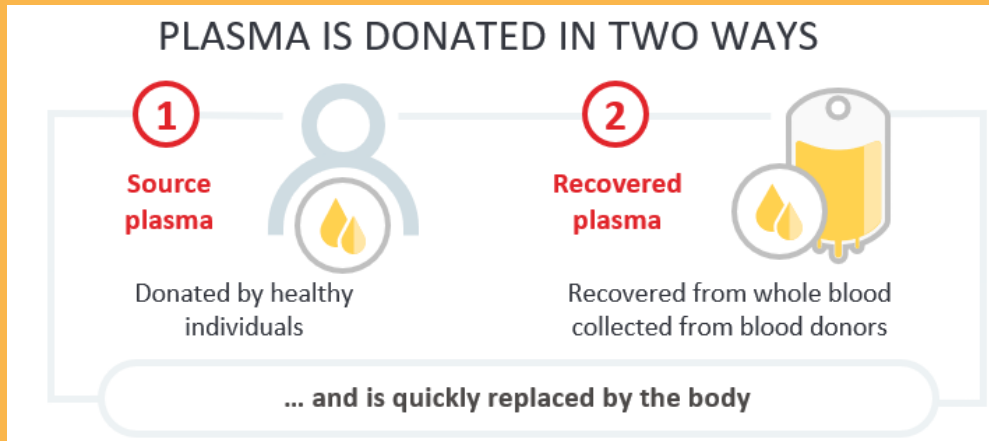 PLASMA IS DONATED IN TWO WAYS
1
Source
plasma
Donated by healthy
individuals
2
Recovered
plasma
Recovered from whole blood
collected from blood donors
... and is quickly replaced by the body